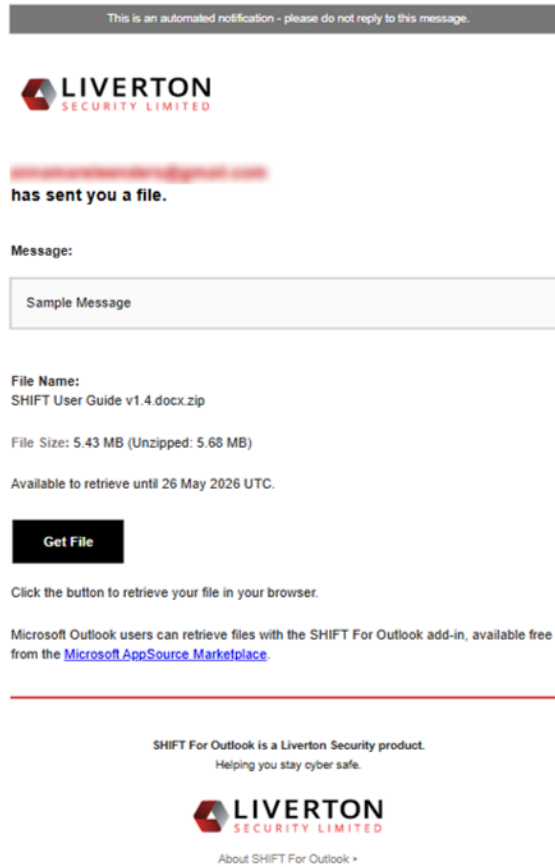 This is an automated notification - please do not reply to this message.
LIVERTON
SECURITY LIMITED
has sent you a file.
Message:
Sample Message
File Name:
SHIFT User Guide v1.4.docx.zip
File Size: 5.43 MB (Unzipped: 5.68 MB)
Available to retrieve until 26 May 2026 UTC.
Get File
Click the button to retrieve your file in your browser.
Microsoft Outlook users can retrieve files with the SHIFT For Outlook add-in, available free
from the Microsoft AppSource Marketplace.
SHIFT For Outlook is a Liverton Security product.
Helping you stay cyber safe.
LIVERTON
SECURITY LIMITED
About SHIFT For Outlook ▸